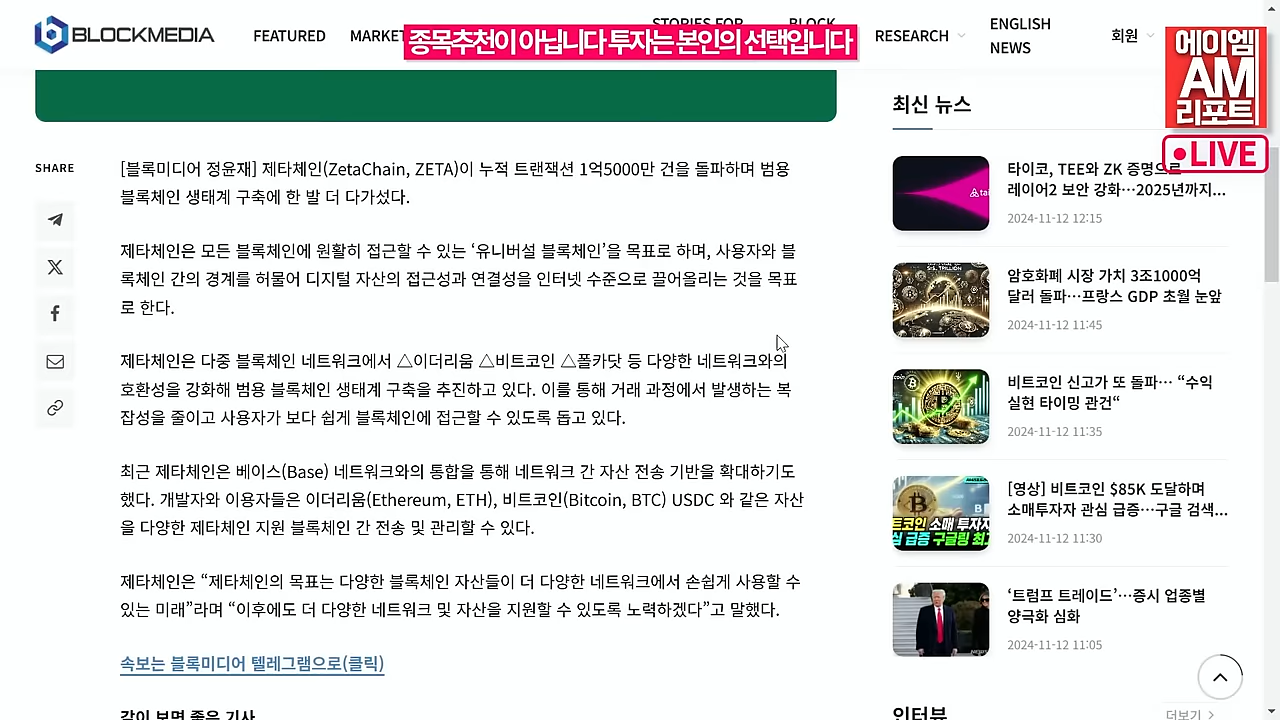 BLOCKMEDIA
FEATURED
MARKET
STORIES FOR
BLOCK
RESEARCH
ENGLISH
NEWS
회원
종목추천이 아닙니다 투자는 본인의 선택입니다
에이엠
AM
리포트
LIVE
SHARE
[블록미디어 정윤재] 제타체인(ZetaChain, ZETA)이 누적 트랜잭션 1억5000만 건을 돌파하며 범용
블록체인 생태계 구축에 한 발 더 다가섰다.
제타체인은 모든 블록체인에 원활히 접근할 수 있는 ‘유니버설 블록체인’을 목표로 하며, 사용자와 블
록체인 간의 경계를 허물어 디지털 자산의 접근성과 연결성을 인터넷 수준으로 끌어올리는 것을 목표
로 한다.
제타체인은 다중 블록체인 네트워크에서 △이더리움 △비트코인 △폴카닷 등 다양한 네트워크와의
호환성을 강화해 범용 블록체인 생태계 구축을 추진하고 있다. 이를 통해 거래 과정에서 발생하는 복
잡성을 줄이고 사용자가 보다 쉽게 블록체인에 접근할 수 있도록 돕고 있다.
최근 제타체인은 베이스(Base) 네트워크와의 통합을 통해 네트워크 간 자산 전송 기반을 확대하기도
했다. 개발자와 이용자들은 이더리움(Ethereum, ETH), 비트코인(Bitcoin, BTC) USDC 와 같은 자산
을 다양한 제타체인 지원 블록체인 간 전송 및 관리할 수 있다.
제타체인은 “제타체인의 목표는 다양한 블록체인 자산들이 더 다양한 네트워크에서 손쉽게 사용할 수
있는 미래”라며 “이후에도 더 다양한 네트워크 및 자산을 지원할 수 있도록 노력하겠다”고 말했다.
속보는 블록미디어 텔레그램으로(클릭)
같이 보면 좋은 기사
최신 뉴스
타이코, TEE와 ZK 증명으로
레이어2 보안 강화…2025년까지...
2024-11-12 12:15
암호화폐 시장 가치 3조1000억
달러 돌파…프랑스 GDP 초월 눈앞
2024-11-12 11:45
비트코인 신고가 또 돌파… “수익
실현 타이밍 관건“
2024-11-12 11:35
[영상] 비트코인 $85K 도달하며
소매투자자 관심 급증…구글 검색...
2024-11-12 11:30
‘트럼프 트레이드’…증시 업종별
양극화 심화
2024-11-12 11:05
인터뷰
더보기